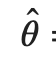 θ̂ =